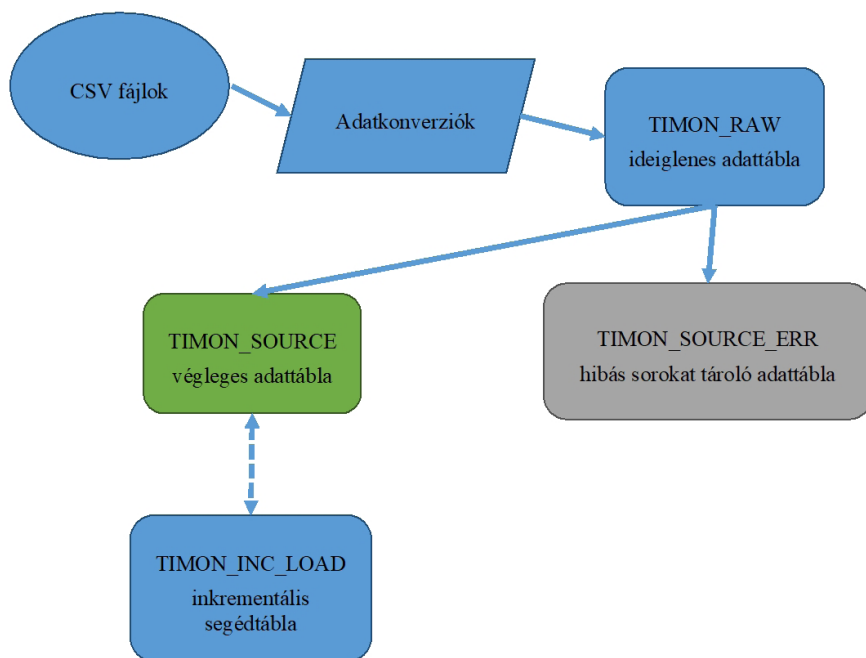 CSV fájlok
Adatkonverziók
TIMON_RAW
ideiglenes adattábla
TIMON_SOURCE
végleges adattábla
TIMON_SOURCE_ERR
hibás sorokat tároló adattábla
TIMON_INC_LOAD
inkrementális
segédtábla